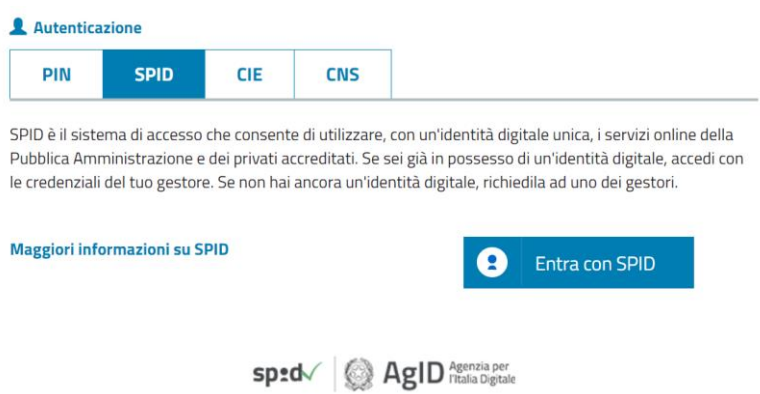 Autenticazione
PIN SPID CIE CNS
SPID è il sistema di accesso che consente di utilizzare, con un'identità digitale unica, i servizi online della
Pubblica Amministrazione e dei privati accreditati. Se sei già in possesso di un'identità digitale, accedi con
le credenziali del tuo gestore. Se non hai ancora un'identità digitale, richiedila ad uno dei gestori.
Maggiori informazioni su SPID
Entra con SPID
spid AgID Agenzia per
l'Italia Digitale